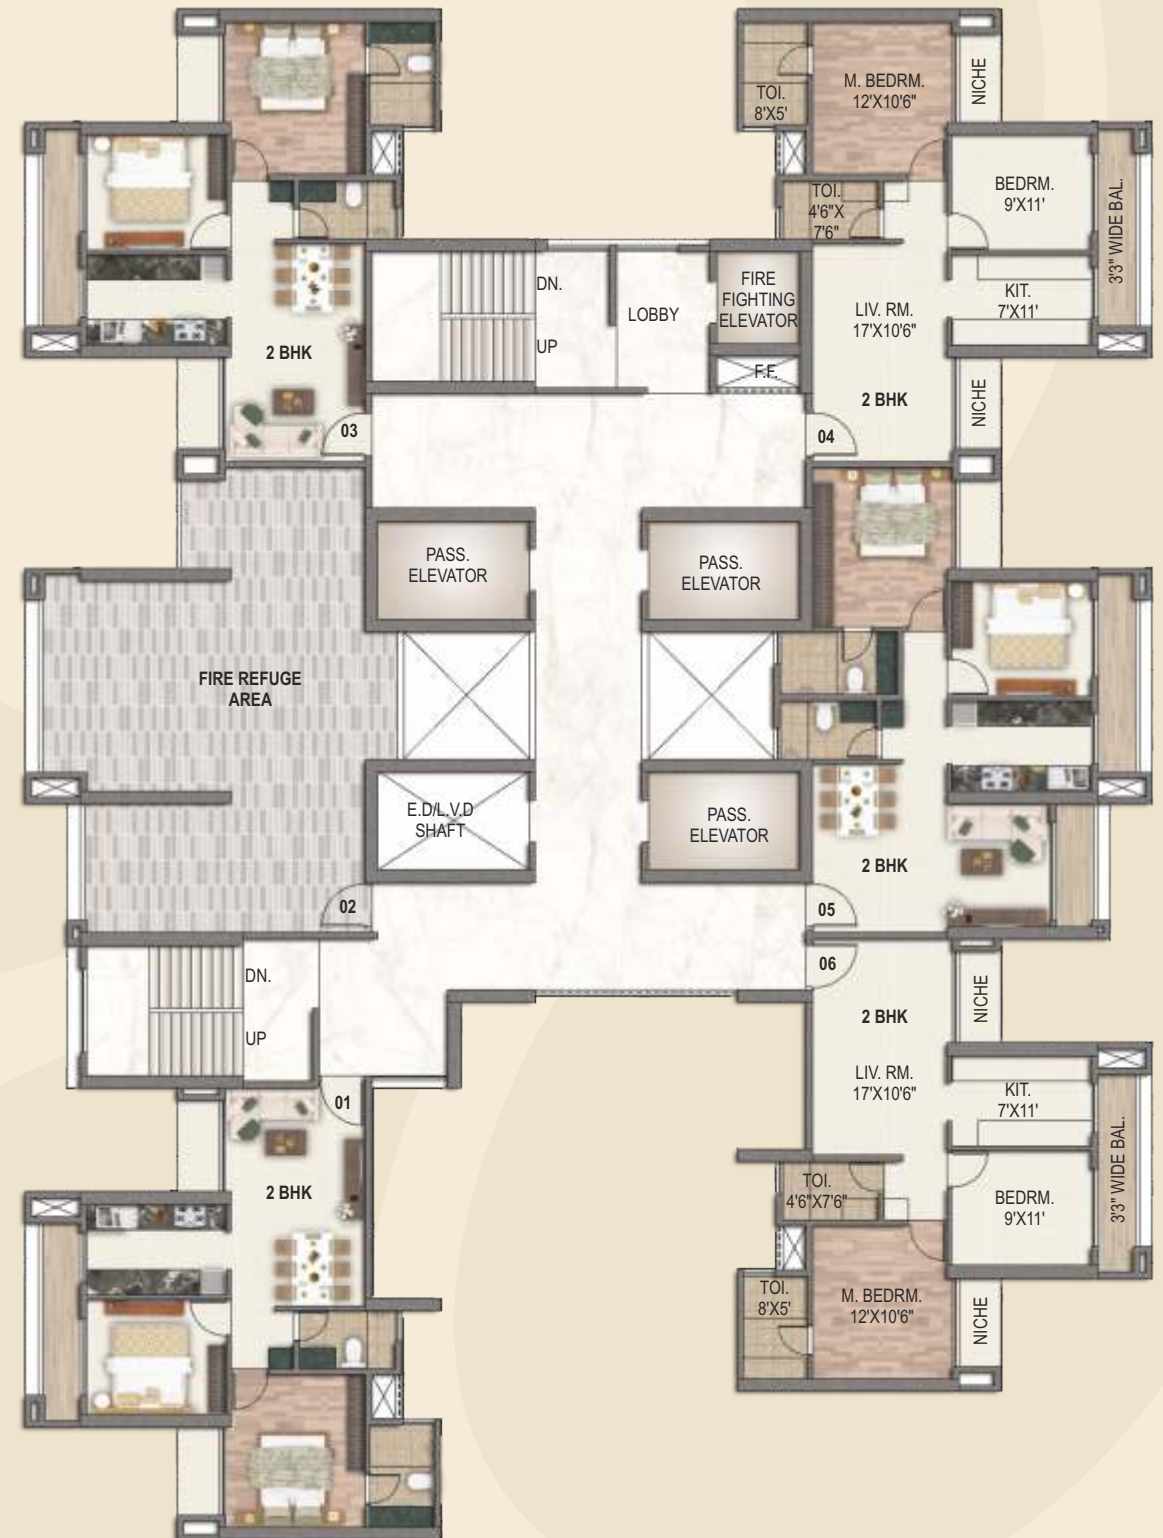 M. BEDRM.
12'X10'6"
TOI.
8'X5'
NICHE
BEDRM.
9'X11'
TOI.
4'6"X
7'6"
3'3" WIDE BAL.
KIT.
7'X11'
LIV. RM.
17'X10'6"
2 BHK
NICHE
04
DN.
UP
LOBBY
FIRE
FIGHTING
ELEVATOR
F.F.
2 BHK
03
PASS.
ELEVATOR
PASS.
ELEVATOR
FIRE REFUGE
AREA
E.D/L.V.D
SHAFT
PASS.
ELEVATOR
2 BHK
02
05
06
DN.
UP
2 BHK
NICHE
LIV. RM.
17'X10'6"
KIT.
7'X11'
01
2 BHK
TOI.
4'6"X7'6"
BEDRM.
9'X11'
3'3" WIDE BAL.
TOI.
8'X5'
M. BEDRM.
12'X10'6"
NICHE